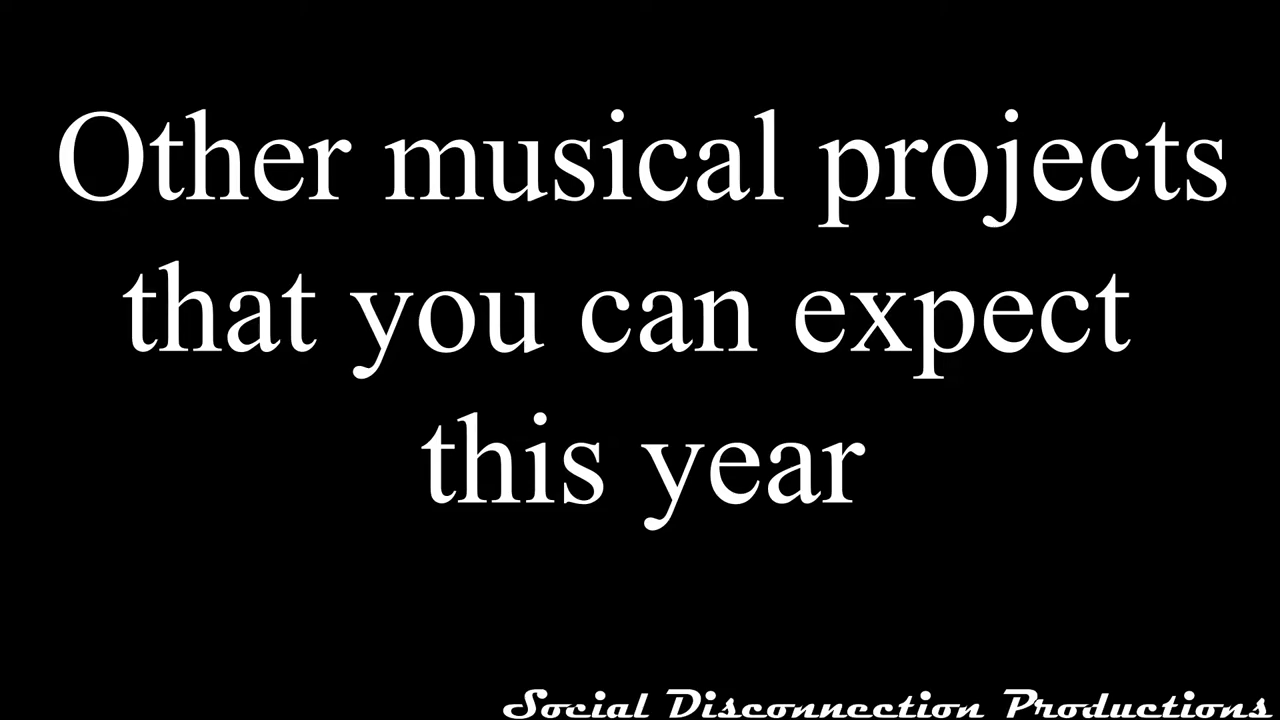 Other musical projects
that you can expect
this year
Social Disconnection Productions